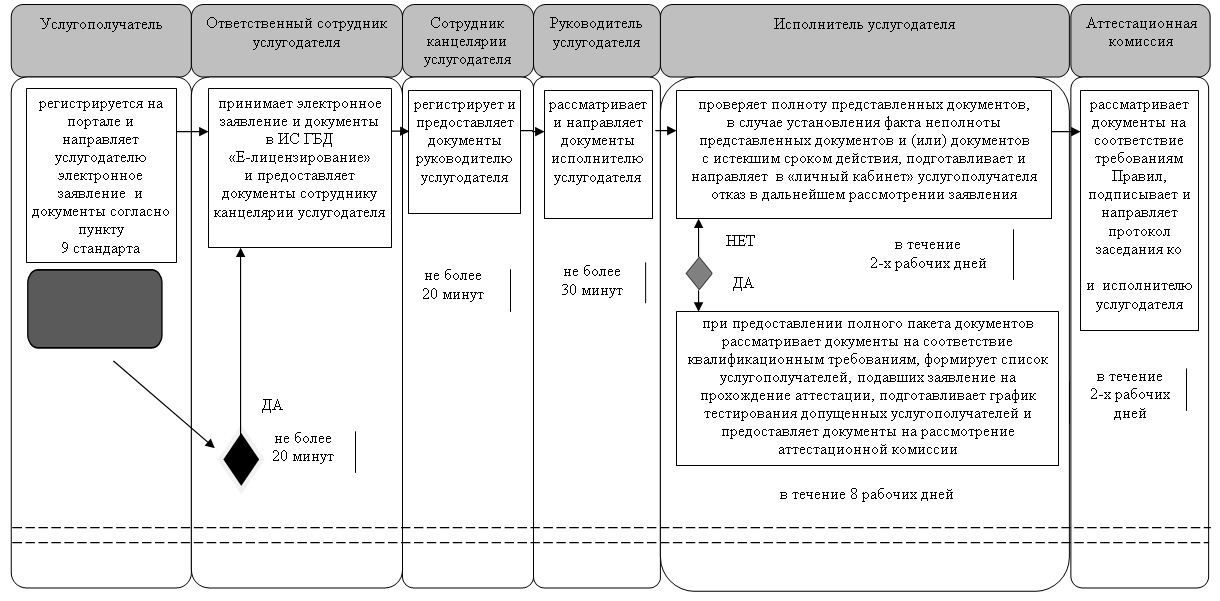 Услугополучатель
Ответственный сотрудник
услугодателя
Сотрудник
канцелярии
услугодателя
Руководитель
услугодателя
Исполнитель услугодателя
Аттестационная
комиссия
регистрируется на
портале и
направляет
услугодателю
электронное
заявление и
документы согласно
пункту
9 стандарта
принимает электронное
заявление и документы
в ИС ГБД
«Е-лицензирование»
и предоставляет
документы сотруднику
канцелярии услугодателя
ДА
не более
20 минут
регистрирует и
предоставляет
документы
руководителю
услугодателя
не более
20 минут
рассматривает
и направляет
документы
исполнителю
услугодателя
не более
30 минут
проверяет полноту представленных документов,
в случае установления факта неполноты
представленных документов и (или) документов
с истекшим сроком действия, подготавливает и
направляет в «личный кабинет» услугополучателя
отказ в дальнейшем рассмотрении заявления
НЕТ
в течение
2-х рабочих дней
ДА
при предоставлении полного пакета документов
рассматривает документы на соответствие
квалификационным требованиям, формирует список
услугополучателей, подавших заявление на
прохождение аттестации, подготавливает график
тестирования допущенных услугополучателей и
предоставляет документы на рассмотрение
аттестационной комиссии
в течение 8 рабочих дней
рассматривает
документы на
соответствие
требованиям
Правил,
подписывает и
направляет
протокол
заседания ко
и исполнителю
услугодателя
в течение
2-х рабочих
дней